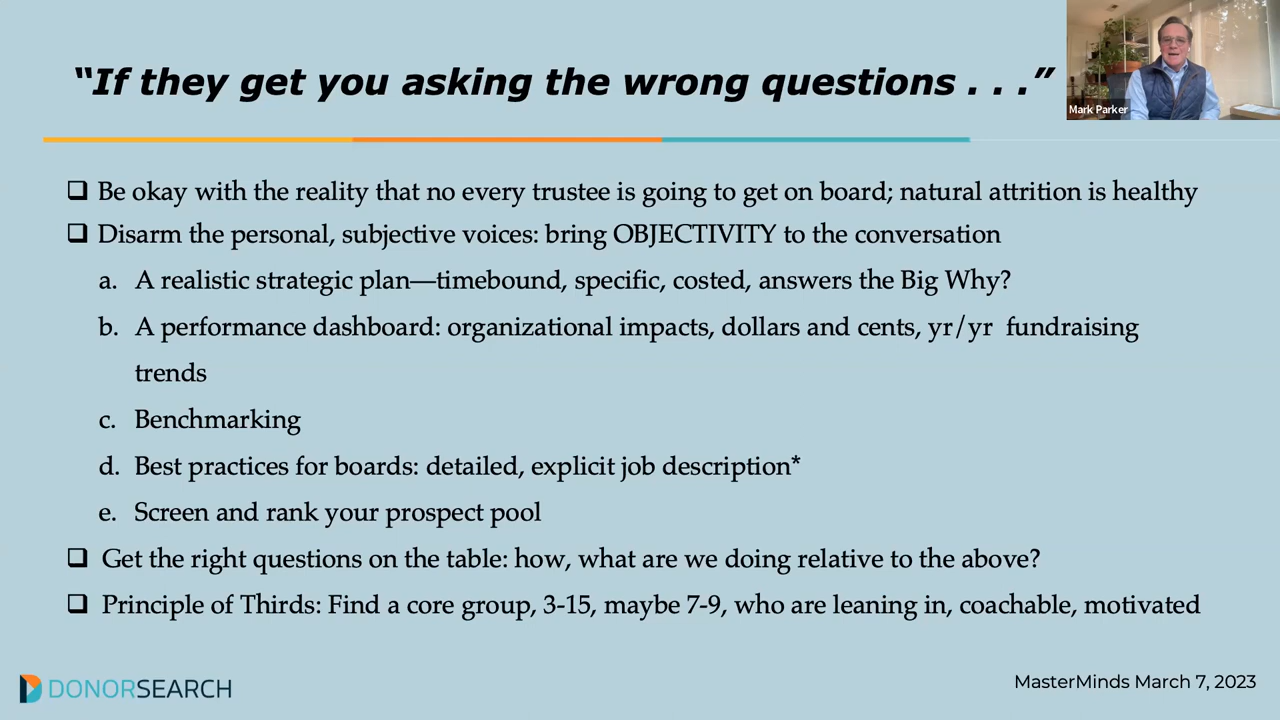 “If they get you asking the wrong questions . . .”
Mark Parker
❑ Be okay with the reality that no every trustee is going to get on board; natural attrition is healthy
❑ Disarm the personal, subjective voices: bring OBJECTIVITY to the conversation
a. A realistic strategic plan—timebound, specific, costed, answers the Big Why?
b. A performance dashboard: organizational impacts, dollars and cents, yr/yr fundraising
trends
c. Benchmarking
d. Best practices for boards: detailed, explicit job description*
e. Screen and rank your prospect pool
❑ Get the right questions on the table: how, what are we doing relative to the above?
❑ Principle of Thirds: Find a core group, 3-15, maybe 7-9, who are leaning in, coachable, motivated
DONORSEARCH
MasterMinds March 7, 2023